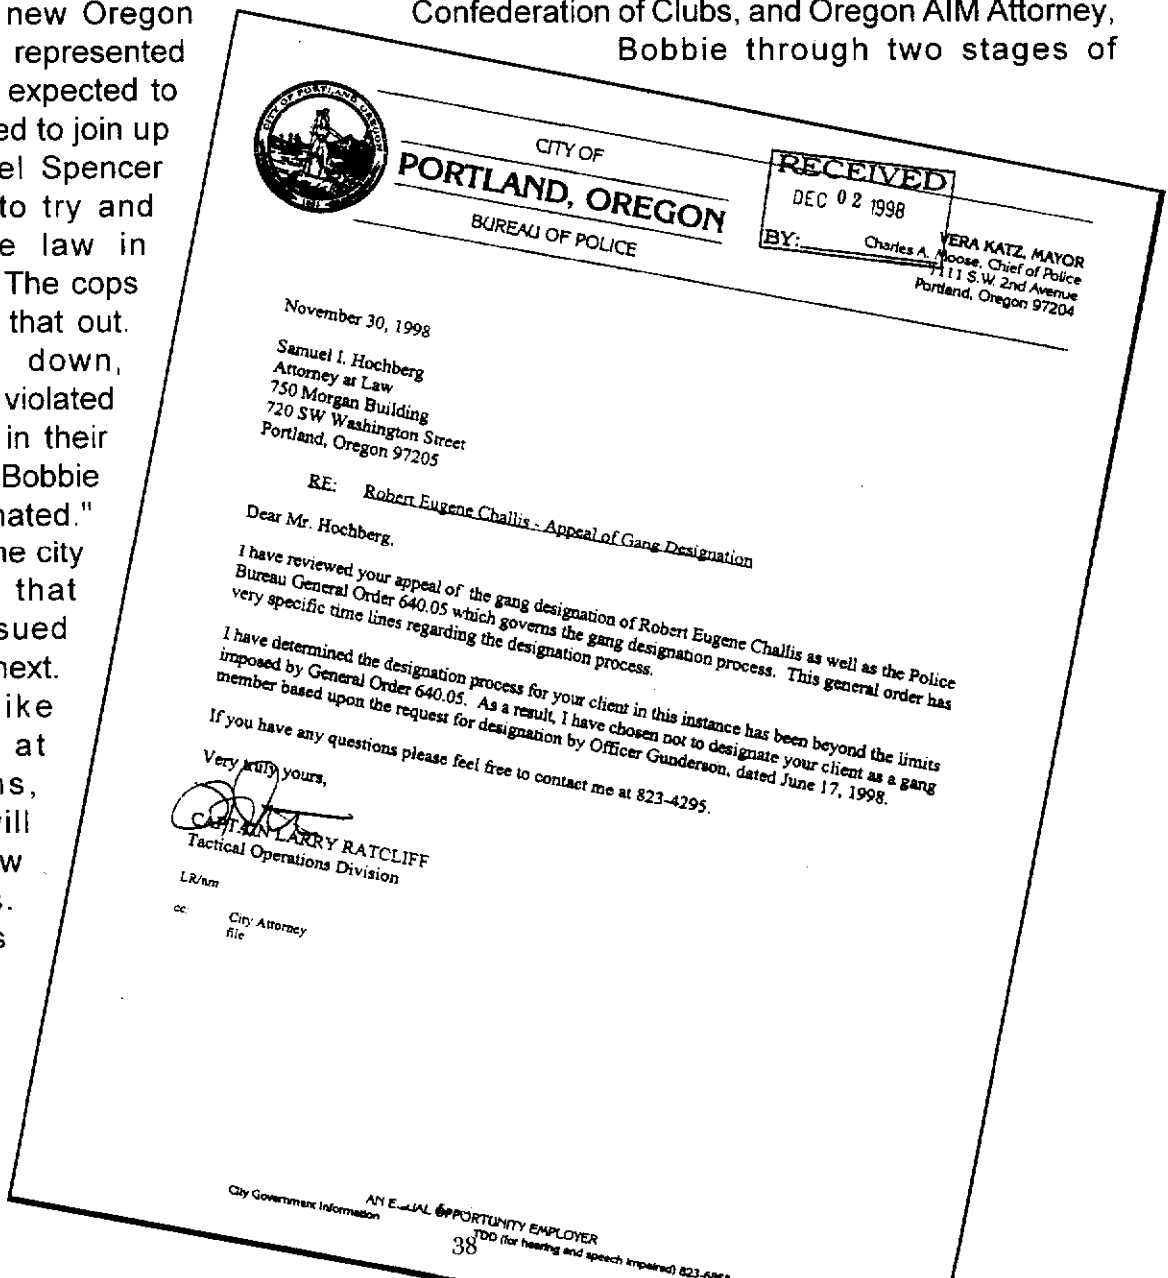 new Oregon
represented
expected to
ed to join up
el Spencer
to try and
e law in
The cops
that out.
down,
violated
in their
Bobbie
nated."
ne city
that
sued
next.
ike
at
ns,
will
w
s.
s
Confederation of Clubs, and Oregon AIM Attorney,
Bobbie through two stages of
CITY OF PORTLAND, OREGON
1851
CITY OF
PORTLAND, OREGON
BUREAU OF POLICE
RECEIVED
DEC 02 1998
BY:
VERA KATZ, MAYOR
Charles A. Moose, Chief of Police
1111 S.W. 2nd Avenue
Portland, Oregon 97204
November 30, 1998
Samuel I. Hochberg
Attorney at Law
750 Morgan Building
720 SW Washington Street
Portland, Oregon 97205
RE: Robert Eugene Challis - Appeal of Gang Designation
Dear Mr. Hochberg,
I have reviewed your appeal of the gang designation of Robert Eugene Challis as well as the Police
Bureau General Order 640.05 which governs the gang designation process. This general order has
very specific time lines regarding the designation process.
I have determined the designation process for your client in this instance has been beyond the limits
imposed by General Order 640.05. As a result, I have chosen not to designate your client as a gang
member based upon the request for designation by Officer Gunderson, dated June 17, 1998.
If you have any questions please feel free to contact me at 823-4295.
Very truly yours,
CAPTAIN LARRY RATCLIFF
Tactical Operations Division
LR/nm
cc: City Attorney
file
AN EQUAL OPPORTUNITY EMPLOYER
City Government Information TDD (for hearing and speech impaired) 823-6868
38